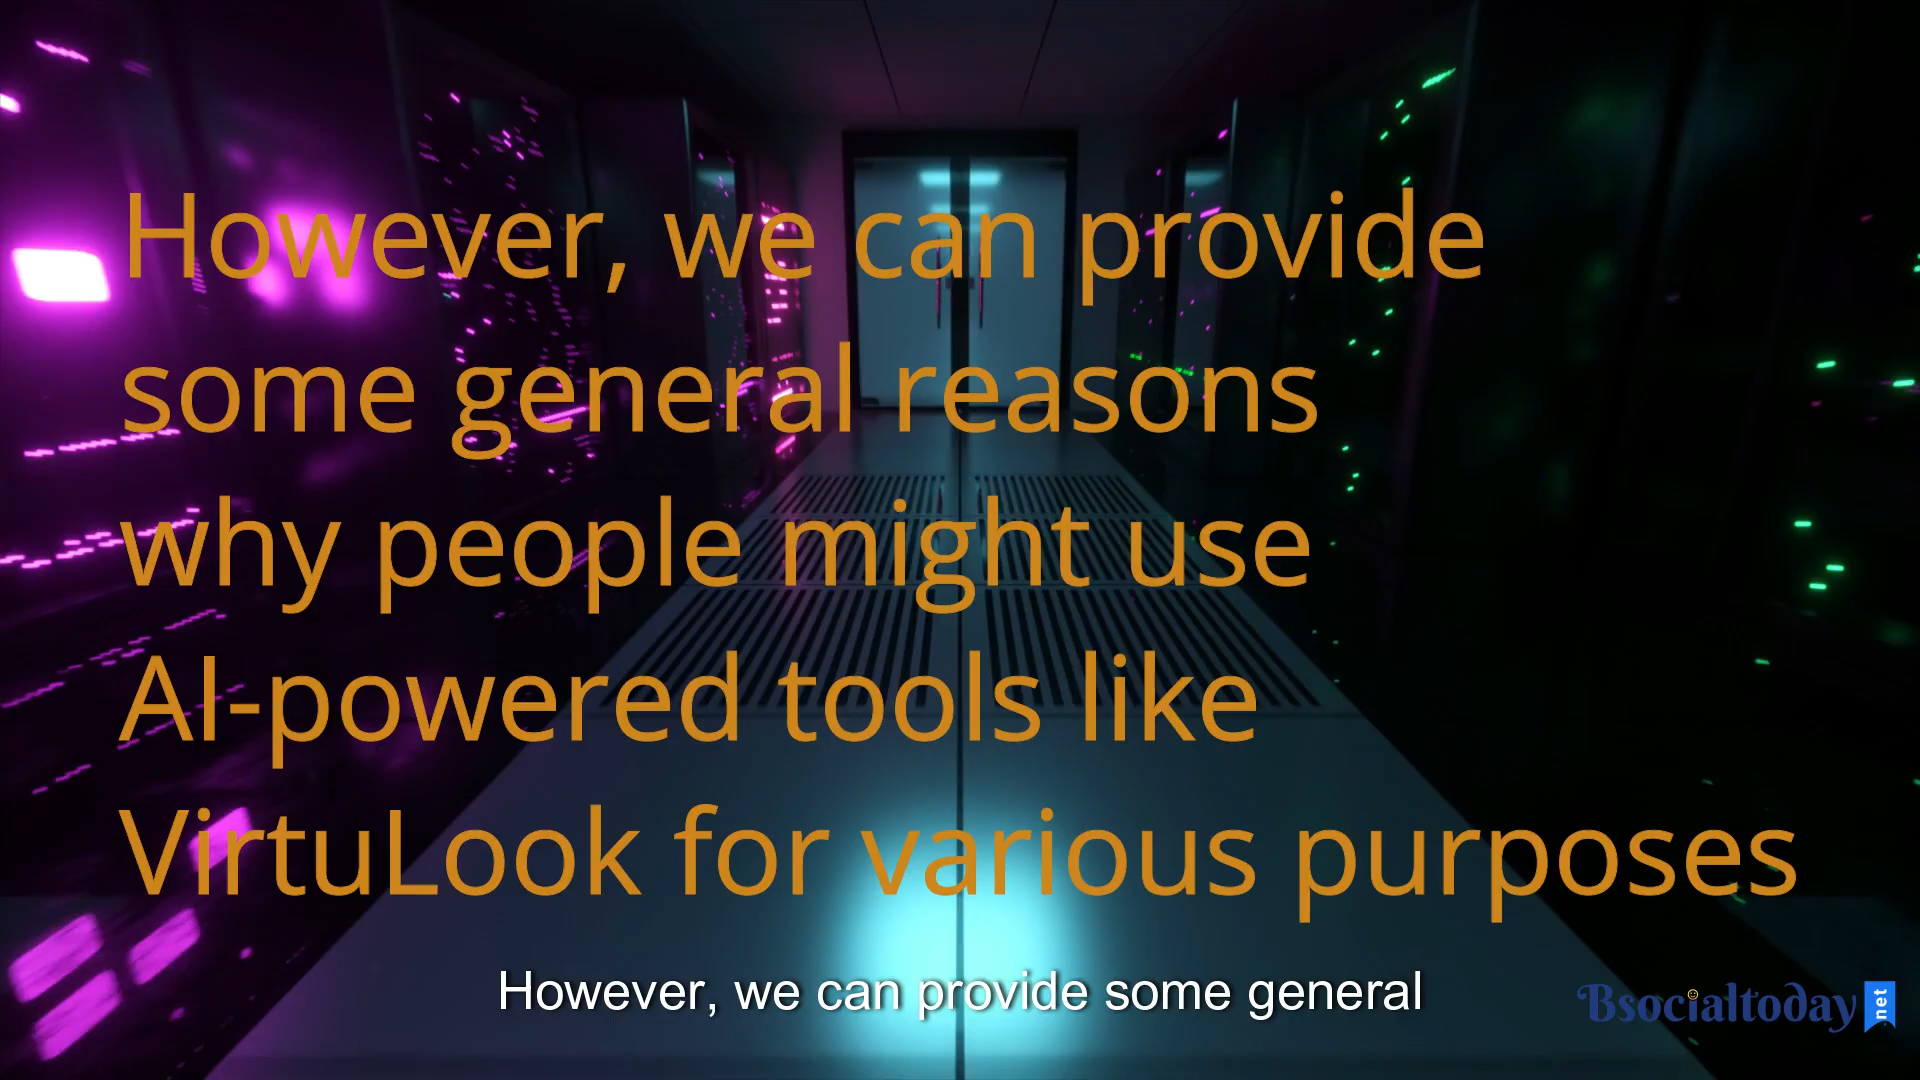 However, we can provide
some general reasons
why people might use
AI-powered tools like
VirtuLook for various purposes
However, we can provide some general
Bsocialtoday
net